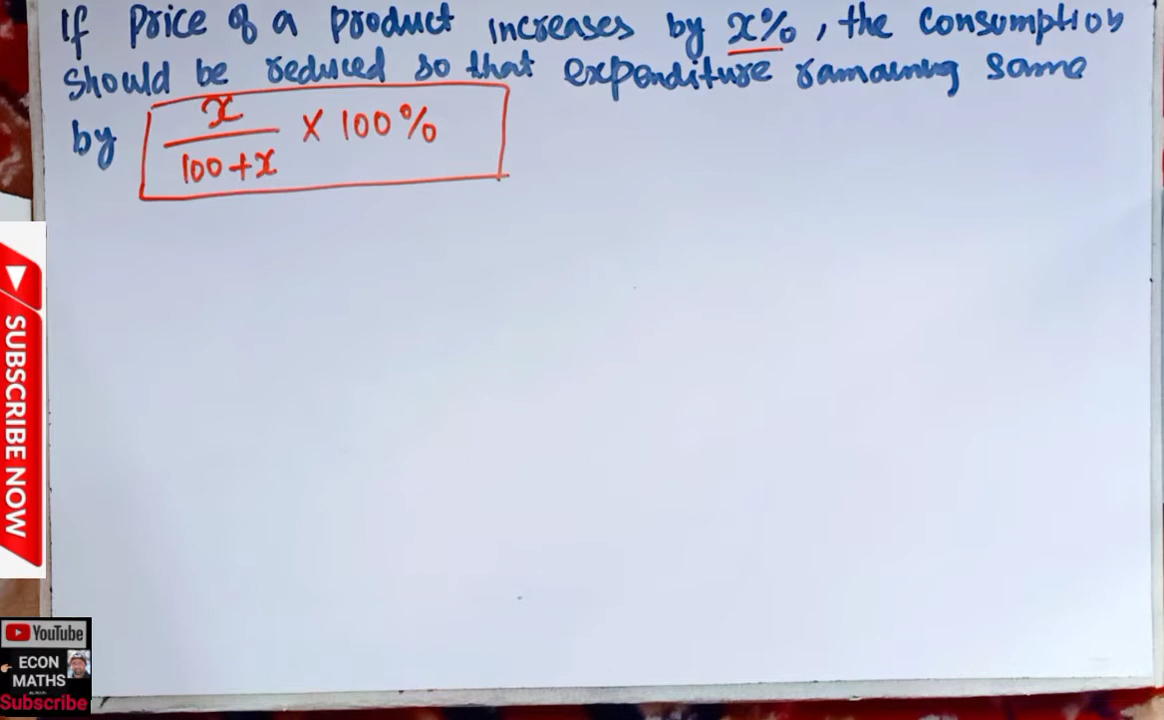 If Price of a product increases by x%, the consumption
should be reduced so that expenditure ramaining same
by x/100+x × 100%
SUBSCRIBE NOW
YouTube
ECON
MATHS
Subscribe